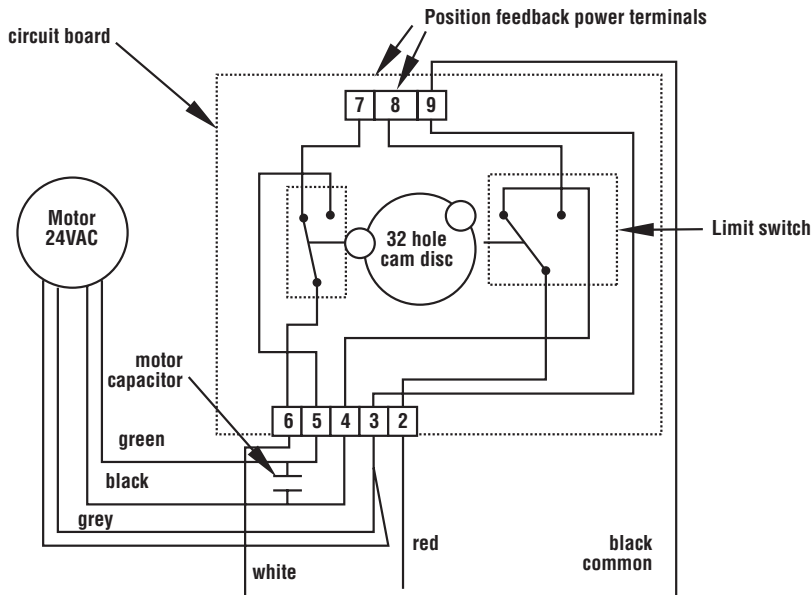 Position feedback power terminals
circuit board
7 8 9
Motor
24VAC
32 hole
cam disc
Limit switch
motor
capacitor
6 5 4 3 2
green
black
grey
red
black
common
white